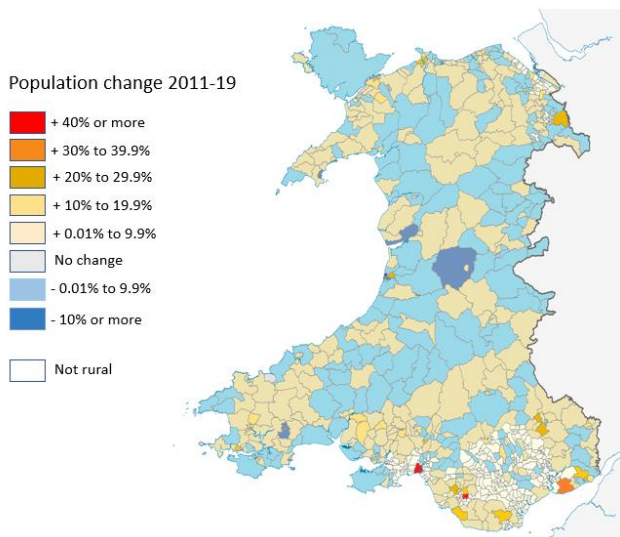 Population change 2011-19
+ 40% or more
+ 30% to 39.9%
+ 20% to 29.9%
+ 10% to 19.9%
+ 0.01% to 9.9%
No change
- 0.01% to 9.9%
- 10% or more
Not rural